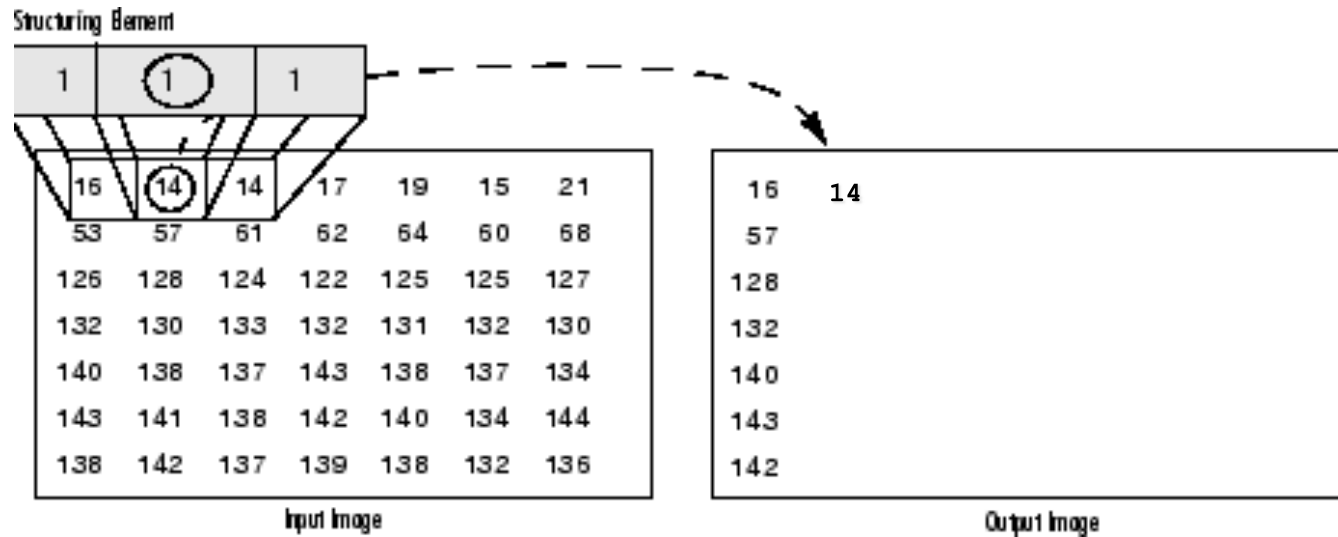 Structuring Element
1 1 1
16 14 14 17 19 15 21
53 57 61 62 64 60 68
126 128 124 122 125 125 127
132 130 133 132 131 132 130
140 138 137 143 138 137 134
143 141 138 142 140 134 144
138 142 137 139 138 132 136
Input Image
16 14
57
128
132
140
143
142
Output Image